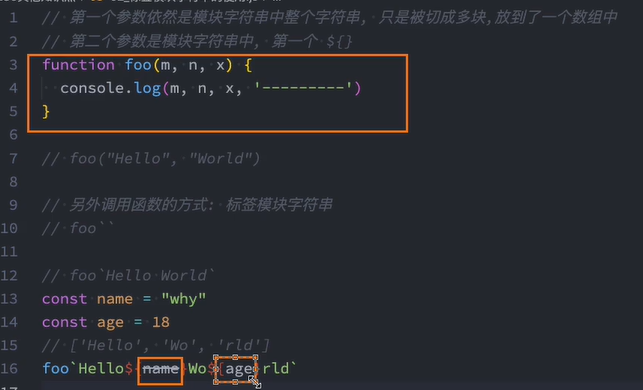 1 // 第一个参数依然是模块字符串中整个字符串, 只是被切成多块,放到了一个数组中
2 // 第二个参数是模块字符串中, 第一个 ${}
3 function foo(m, n, x) {
4 console.log(m, n, x, '---------')
5 }
6
7 // foo("Hello", "World")
8
9 // 另外调用函数的方式: 标签模块字符串
10 // foo``
11
12 // foo`Hello World`
13 const name = "why"
14 const age = 18
15 // ['Hello', 'Wo', 'rld']
16 foo`Hello${name}Wo${age}rld`